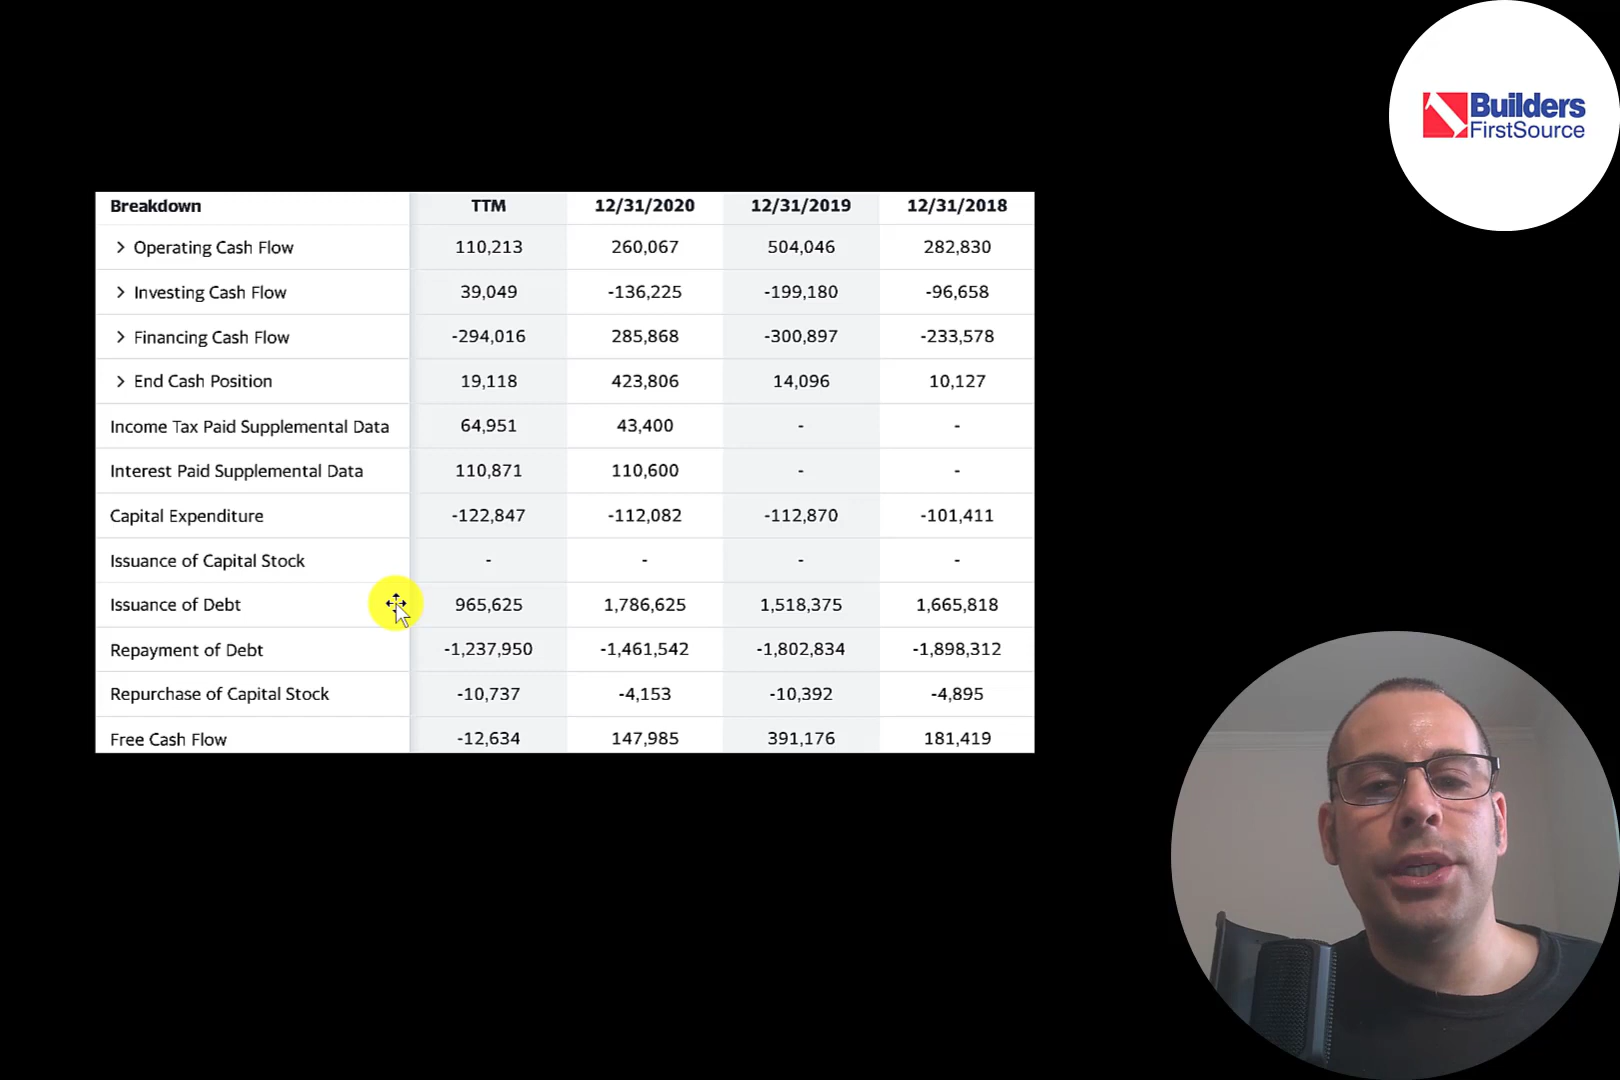 Builders
FirstSource
Breakdown TTM 12/31/2020 12/31/2019 12/31/2018
Operating Cash Flow 110,213 260,067 504,046 282,830
Investing Cash Flow 39,049 -136,225 -199,180 -96,658
Financing Cash Flow -294,016 285,868 -300,897 -233,578
End Cash Position 19,118 423,806 14,096 10,127
Income Tax Paid Supplemental Data 64,951 43,400 - -
Interest Paid Supplemental Data 110,871 110,600 - -
Capital Expenditure -122,847 -112,082 -112,870 -101,411
Issuance of Capital Stock - - - -
Issuance of Debt 965,625 1,786,625 1,518,375 1,665,818
Repayment of Debt -1,237,950 -1,461,542 -1,802,834 -1,898,312
Repurchase of Capital Stock -10,737 -4,153 -10,392 -4,895
Free Cash Flow -12,634 147,985 391,176 181,419